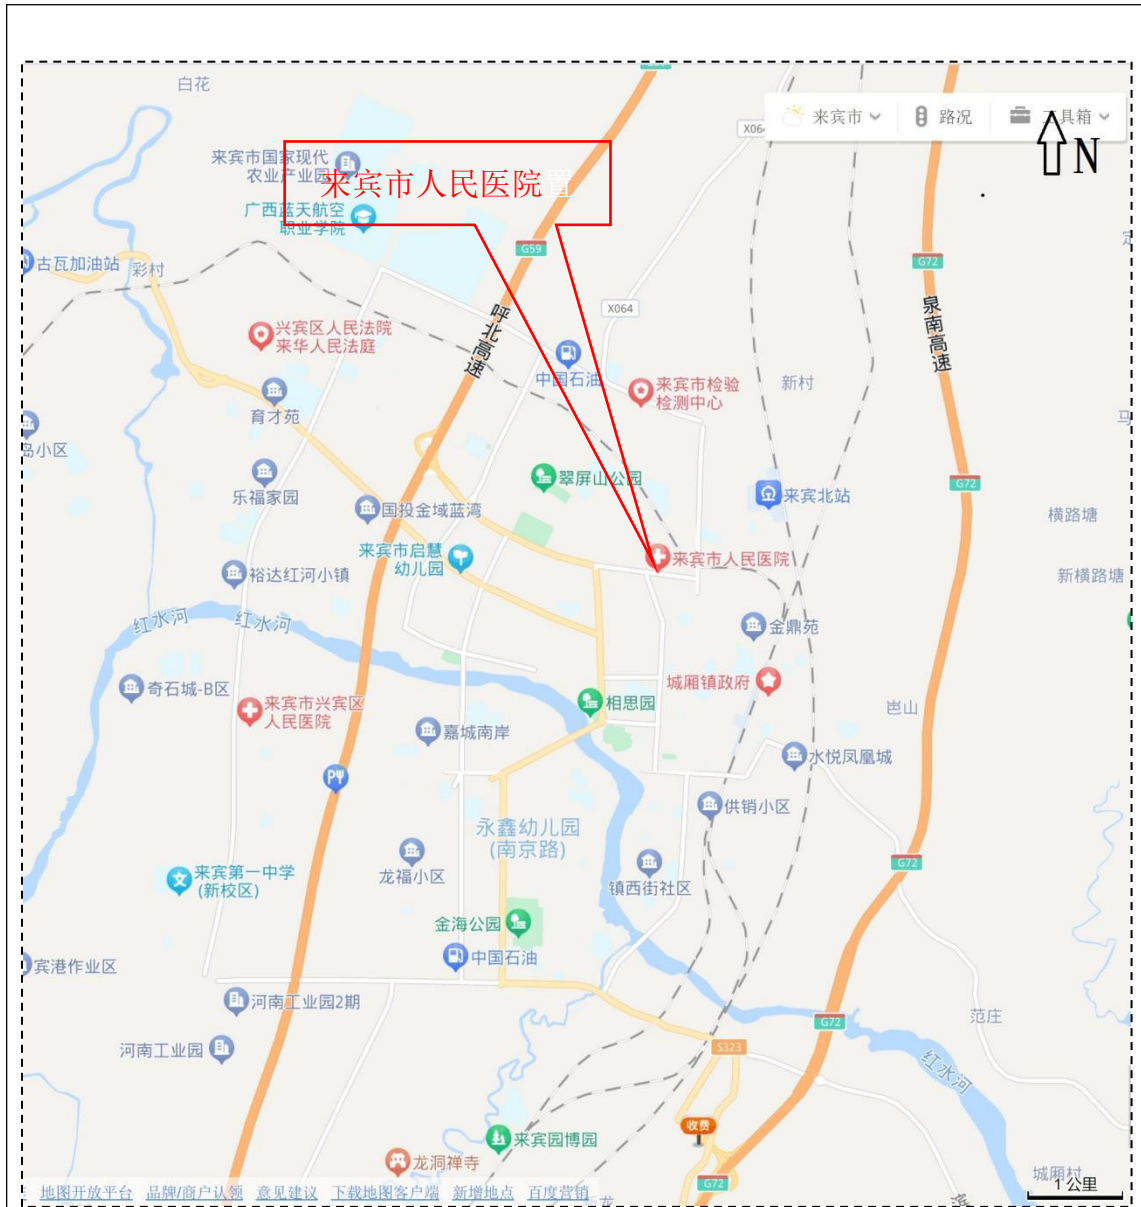 白花
来宾市
路况
工具箱
X064
N
来宾市国家现代
农业产业园
来宾市人民医院置
广西蓝天航空
职业学院
G59
G72
古瓦加油站
彩村
X064
呼北高速
泉南高速
兴宾区人民法院
来华人民法庭
中国石油
来宾市检验
检测中心
新村
育才苑
岛小区
乐福家园
翠屏山公园
G72
来宾北站
国投金域蓝湾
横路塘
来宾市启慧
幼儿园
来宾市人民医院
裕达红河小镇
新横路塘
红水河
红水河
金鼎苑
奇石城-B区
城厢镇政府
来宾市兴宾区
人民医院
相思园
岜山
嘉城南岸
水悦凤凰城
供销小区
永鑫幼儿园
(南京路)
G72
龙福小区
来宾第一中学
(新校区)
镇西街社区
金海公园
中国石油
宾港作业区
河南工业园2期
G72
范庄
河南工业园
S323
红水河
收费
来宾园博园
龙洞禅寺
城厢村
G72
地图开放平台 品牌/商户认领 意见建议 下载地图客户端 新增地点 百度营销
1公里